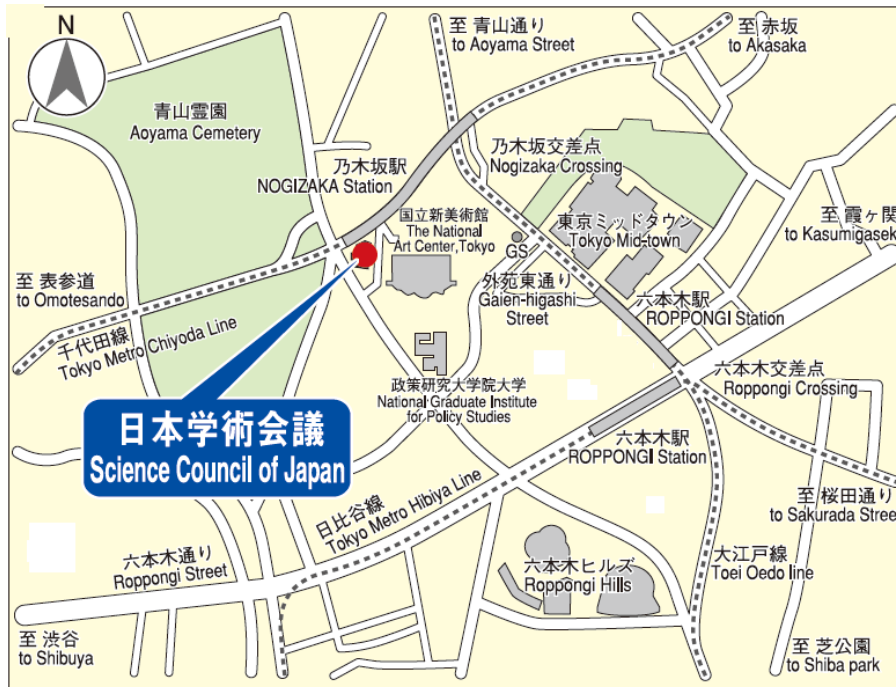 N
至 青山通り
to Aoyama Street
至 赤坂
to Akasaka
青山霊園
Aoyama Cemetery
乃木坂駅
NOGIZAKA Station
乃木坂交差点
Nogizaka Crossing
国立新美術館
The National
Art Center,Tokyo
東京ミッドタウン
Tokyo Mid-town
GS
至 霞ヶ関
to Kasumigasek
至 表参道
to Omotesando
外苑東通り
Gaien-higashi
Street
六本木駅
ROPPONGI Station
千代田線
Tokyo Metro Chiyoda Line
政策研究大学院大学
National Graduate Institute
for Policy Studies
六本木交差点
Roppongi Crossing
日本学術会議
Science Council of Japan
六本木駅
ROPPONGI Station
日比谷線
Tokyo Metro Hibiya Line
至 桜田通り
to Sakurada Stree
六本木通り
Roppongi Street
六本木ヒルズ
Roppongi Hills
大江戸線
Toei Oedo line
至 渋谷
to Shibuya
至 芝公園
to Shiba park